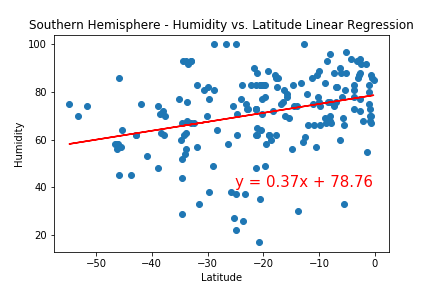 Southern Hemisphere - Humidity vs. Latitude Linear Regression
100
80
60
40
20
Humidity
y = 0.37x + 78.76
−50
−40
−30
−20
−10
0
Latitude